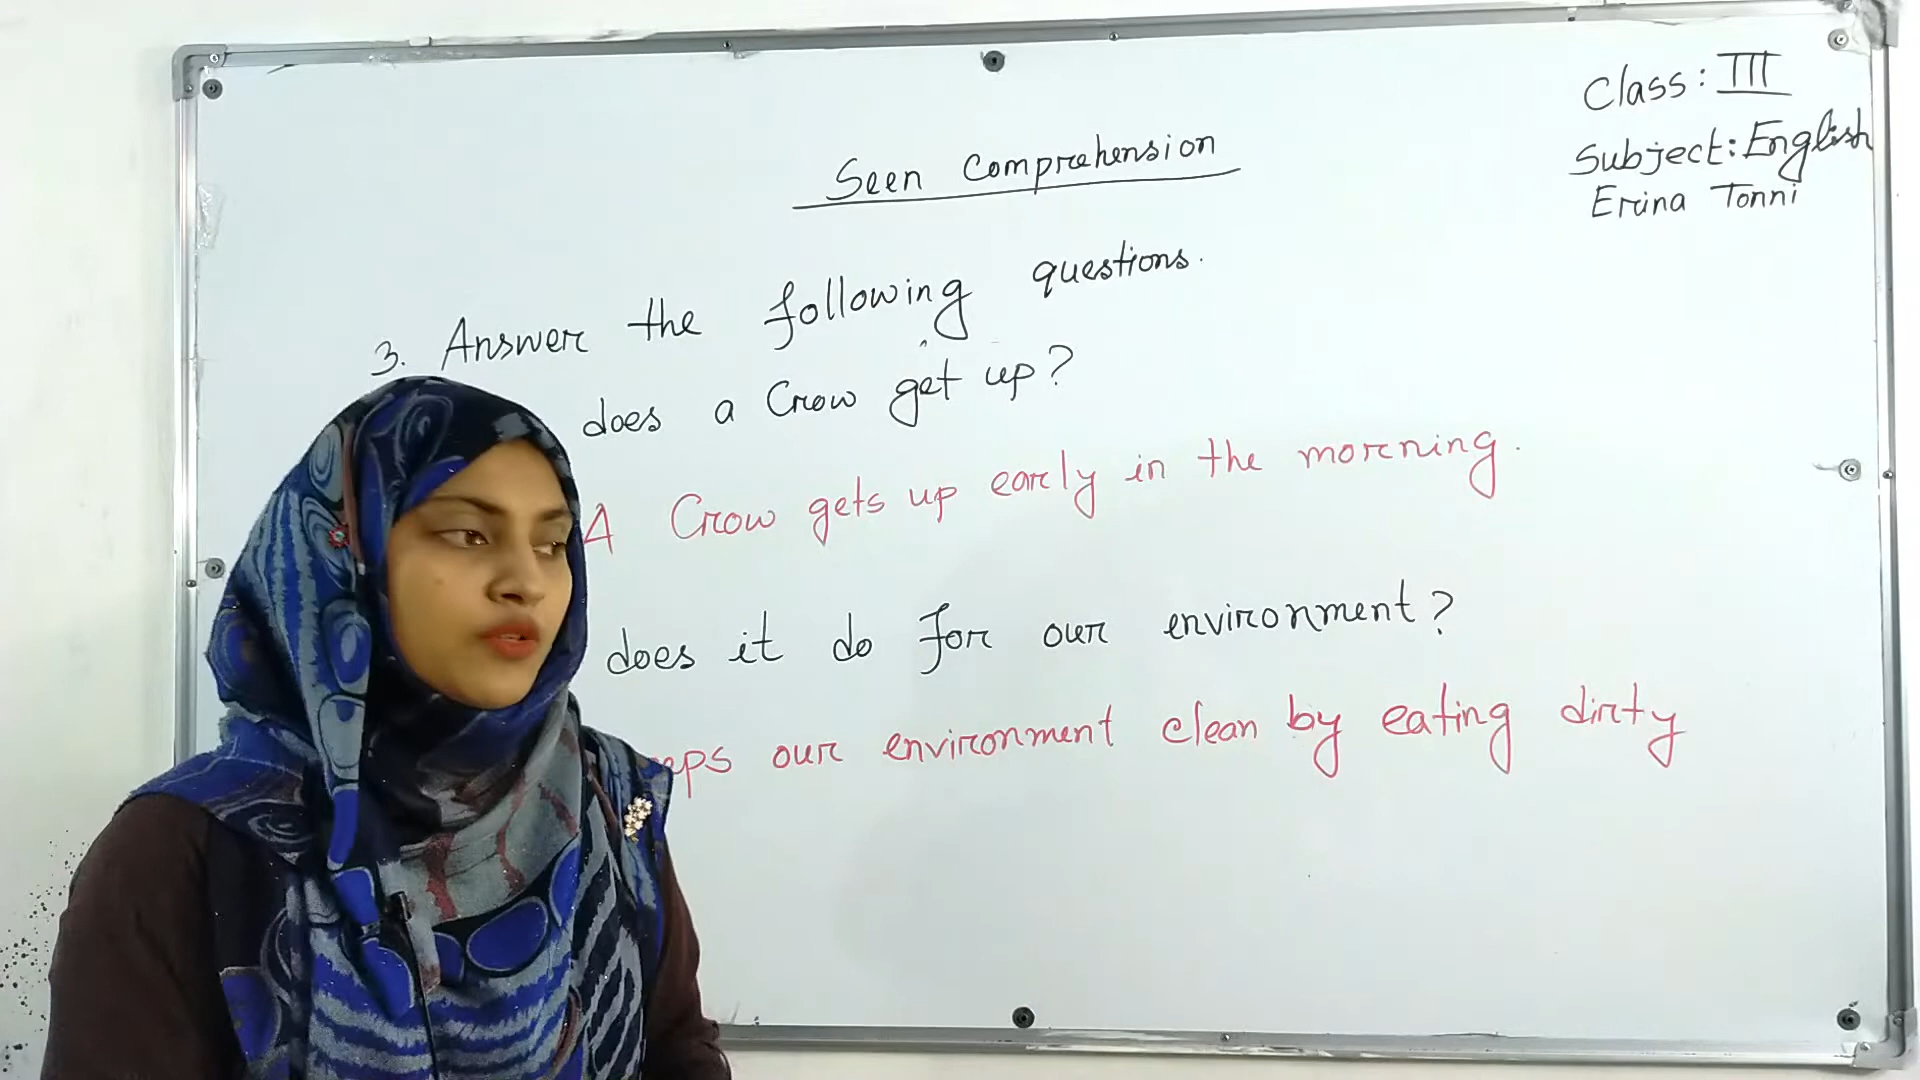 Class: III
Subject: English
Erina Tonni
Seen Comprehension
3. Answer the following questions.
does a Crow get up?
A Crow gets up early in the morning.
does it do for our environment?
our environment clean by eating dirty